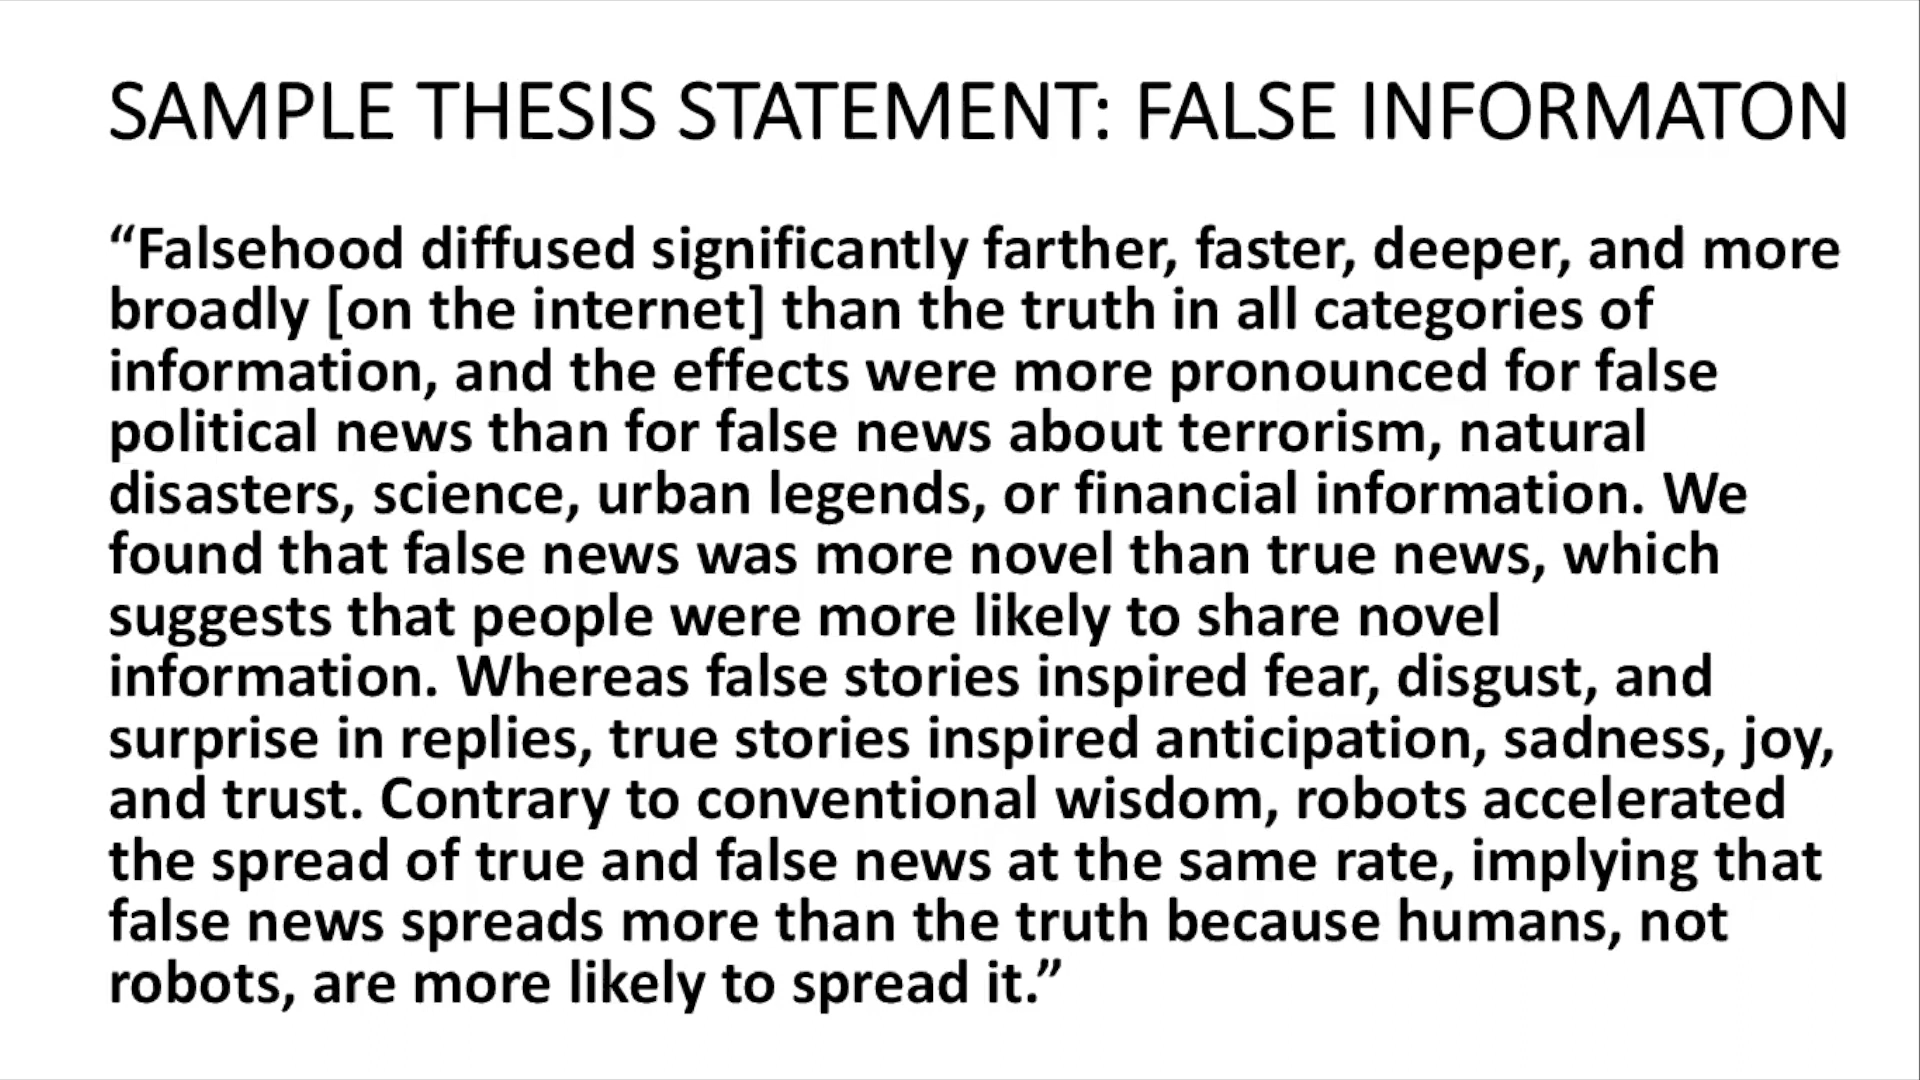 SAMPLE THESIS STATEMENT: FALSE INFORMATON
“Falsehood diffused significantly farther, faster, deeper, and more
broadly [on the internet] than the truth in all categories of
information, and the effects were more pronounced for false
political news than for false news about terrorism, natural
disasters, science, urban legends, or financial information. We
found that false news was more novel than true news, which
suggests that people were more likely to share novel
information. Whereas false stories inspired fear, disgust, and
surprise in replies, true stories inspired anticipation, sadness, joy,
and trust. Contrary to conventional wisdom, robots accelerated
the spread of true and false news at the same rate, implying that
false news spreads more than the truth because humans, not
robots, are more likely to spread it.”